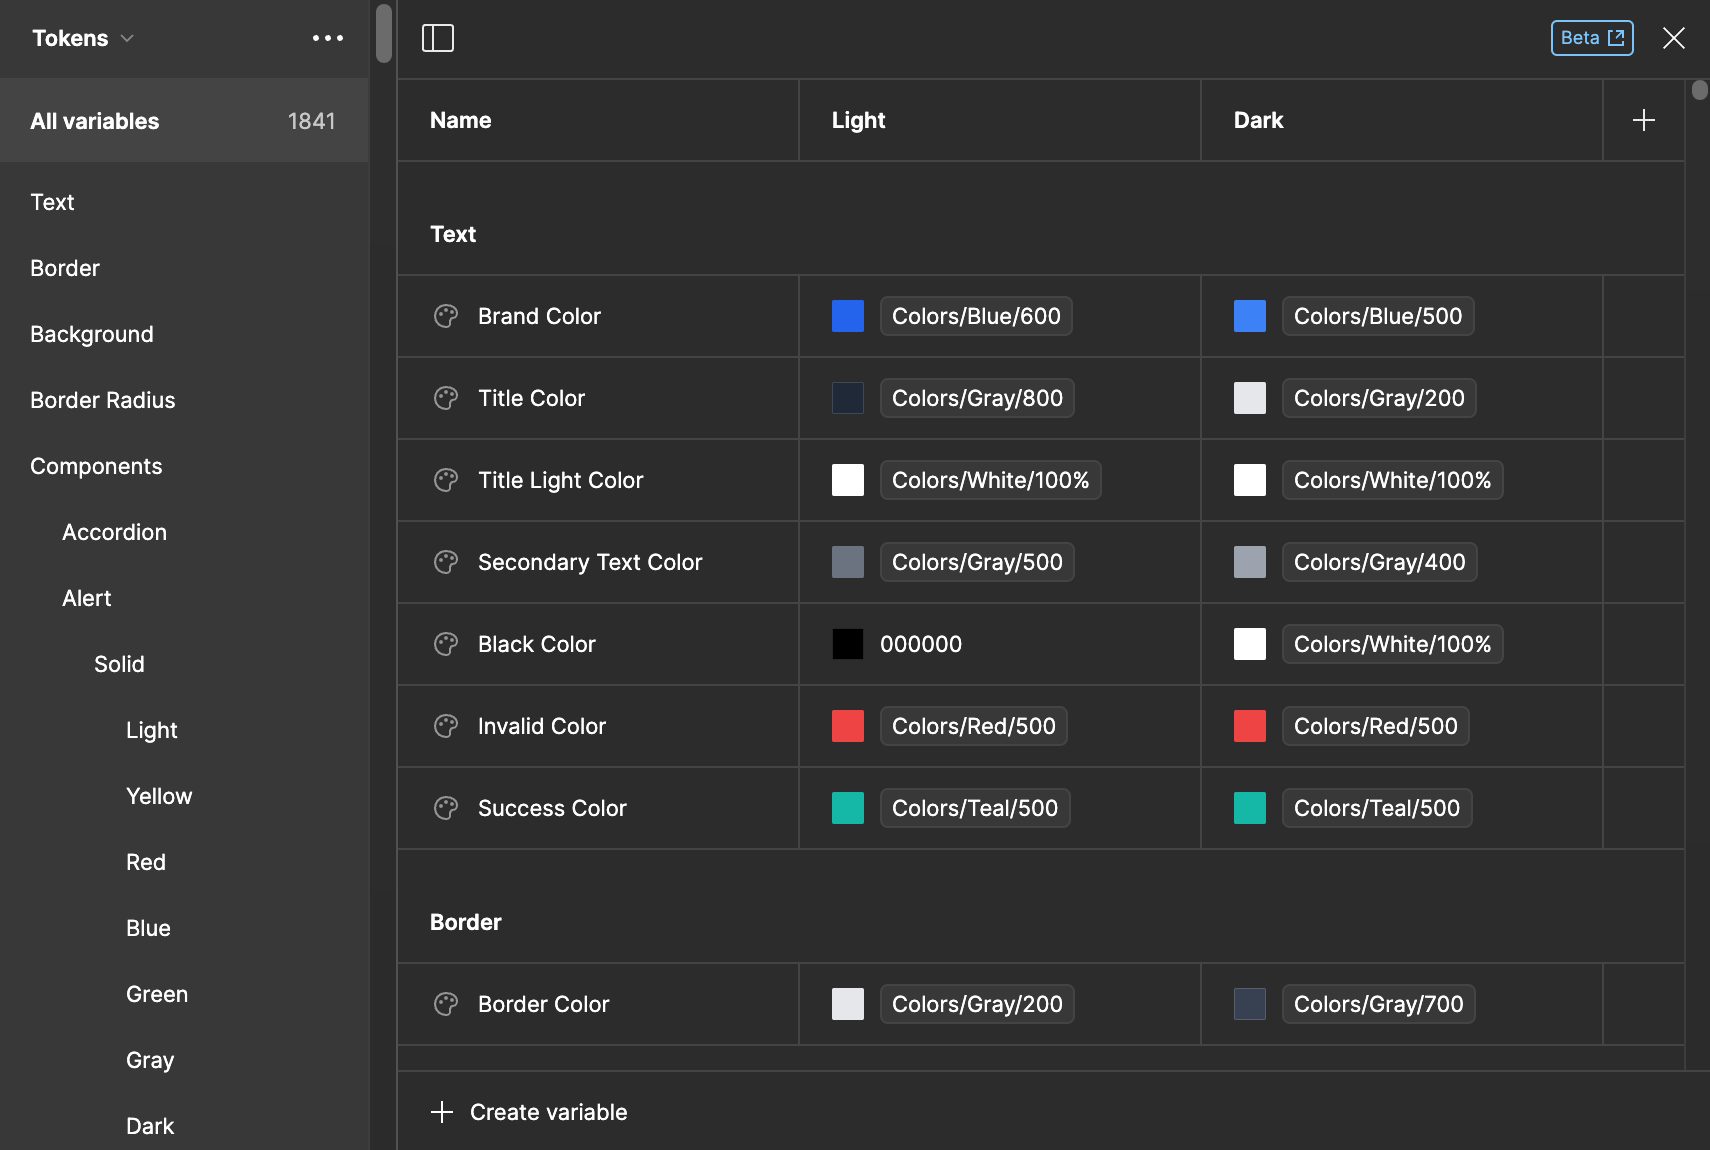 Tokens
Beta
All variables 1841
Name Light Dark
Text
Border
Background
Border Radius
Components
Accordion
Alert
Solid
Light
Yellow
Red
Blue
Green
Gray
Dark
Text
Brand Color Colors/Blue/600 Colors/Blue/500
Title Color Colors/Gray/800 Colors/Gray/200
Title Light Color Colors/White/100% Colors/White/100%
Secondary Text Color Colors/Gray/500 Colors/Gray/400
Black Color 000000 Colors/White/100%
Invalid Color Colors/Red/500 Colors/Red/500
Success Color Colors/Teal/500 Colors/Teal/500
Border
Border Color Colors/Gray/200 Colors/Gray/700
Create variable